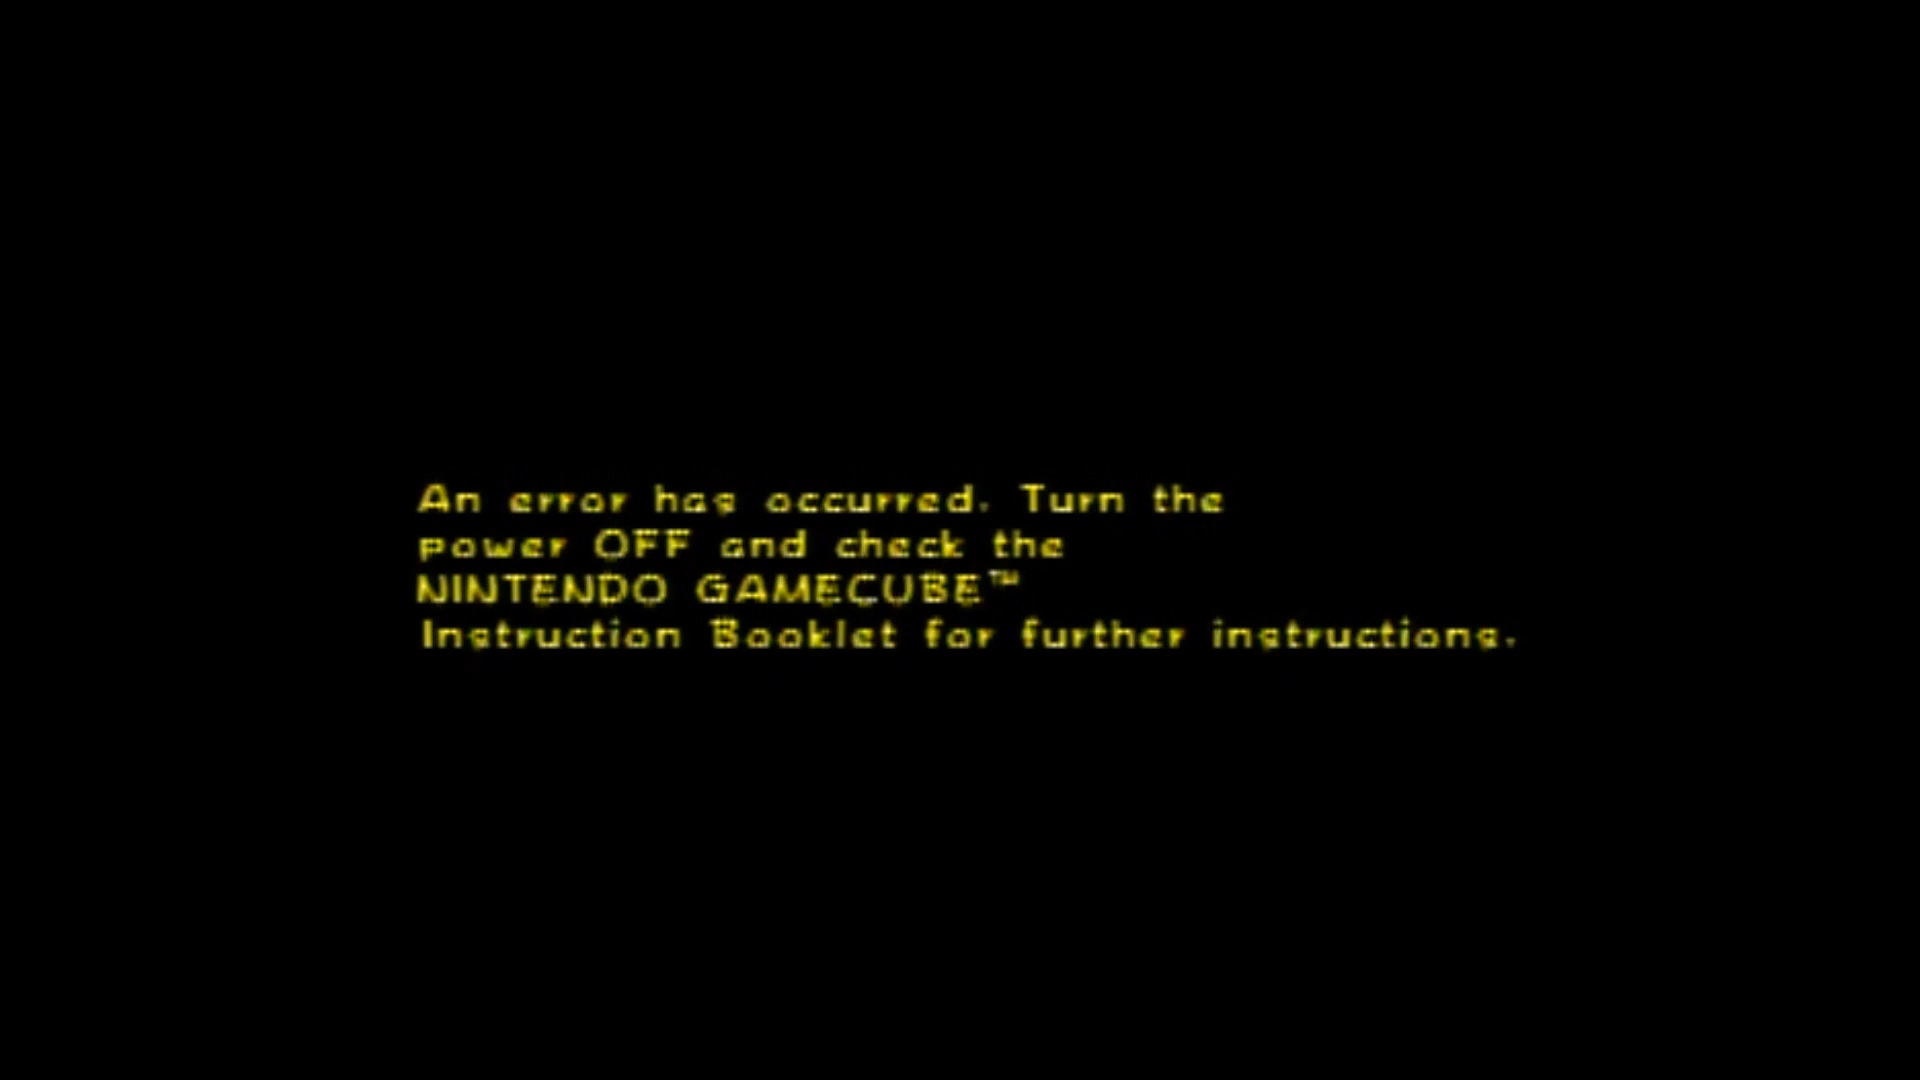 An error has occurred. Turn the
power OFF and check the
NINTENDO GAMECUBE™
Instruction Booklet for further instructions.